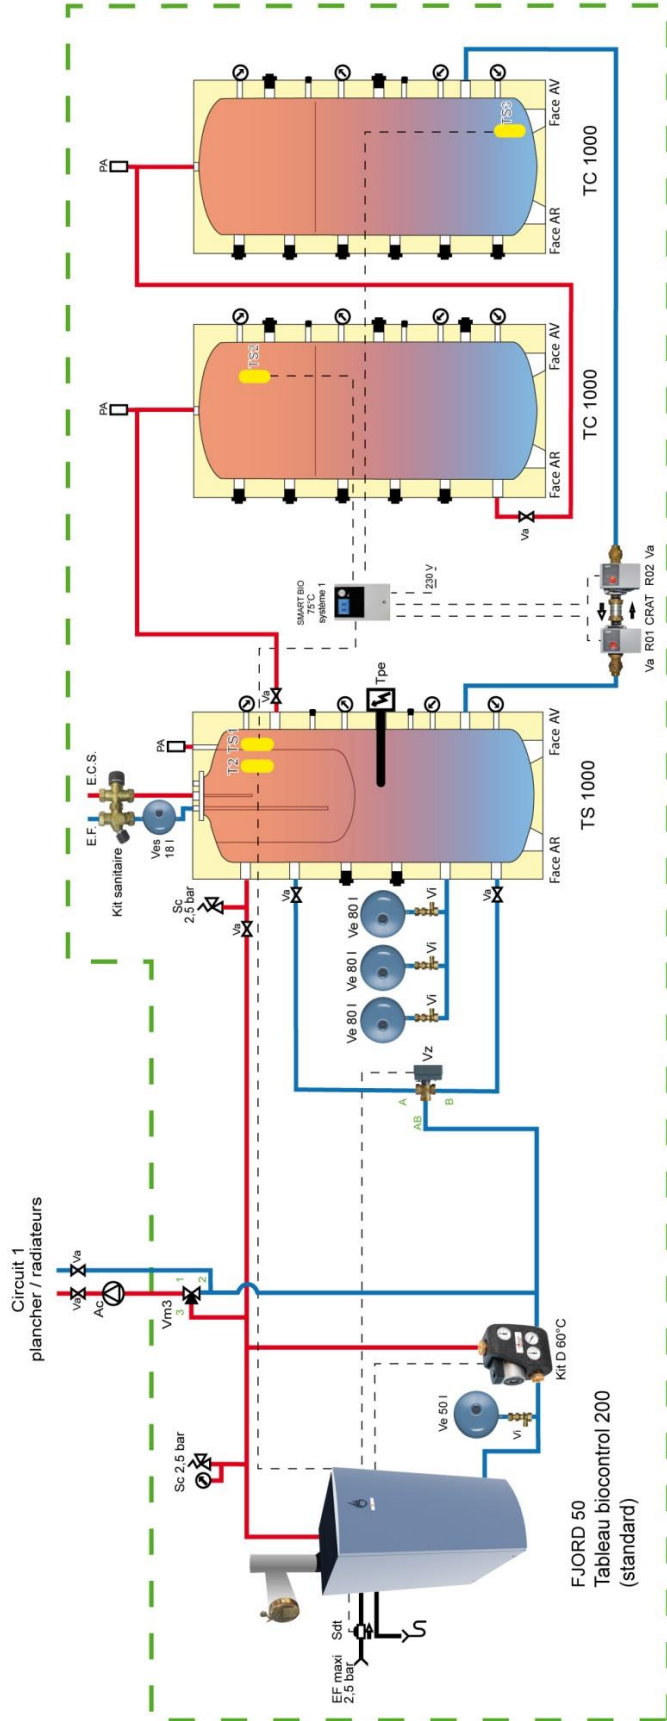 Circuit 1
plancher / radiateurs
Va
Va
Ac
Vm3
1
2
3
Sc 2,5 bar
Sc
2,5 bar
Va
Kit sanitaire
E.F.
E.C.S.
Ves
18 l
PA
T2
TS1
Va
Tpe
Va
Va
Face AR
Face AV
TS 1000
Ve 80 l
Ve 80 l
Ve 80 l
Vi
Vi
Vi
Vz
A
AB
B
SMART BIO
75°C
système 1
230 V
Va
R01
CRAT
R02
Va
PA
TS2
Va
Face AR
Face AV
TC 1000
PA
TS3
Face AR
Face AV
TC 1000
EF maxi
2,5 bar
Sdt
S
Ve 50 l
Vi
Kit D 60°C
FJORD 50
Tableau biocontrol 200
(standard)